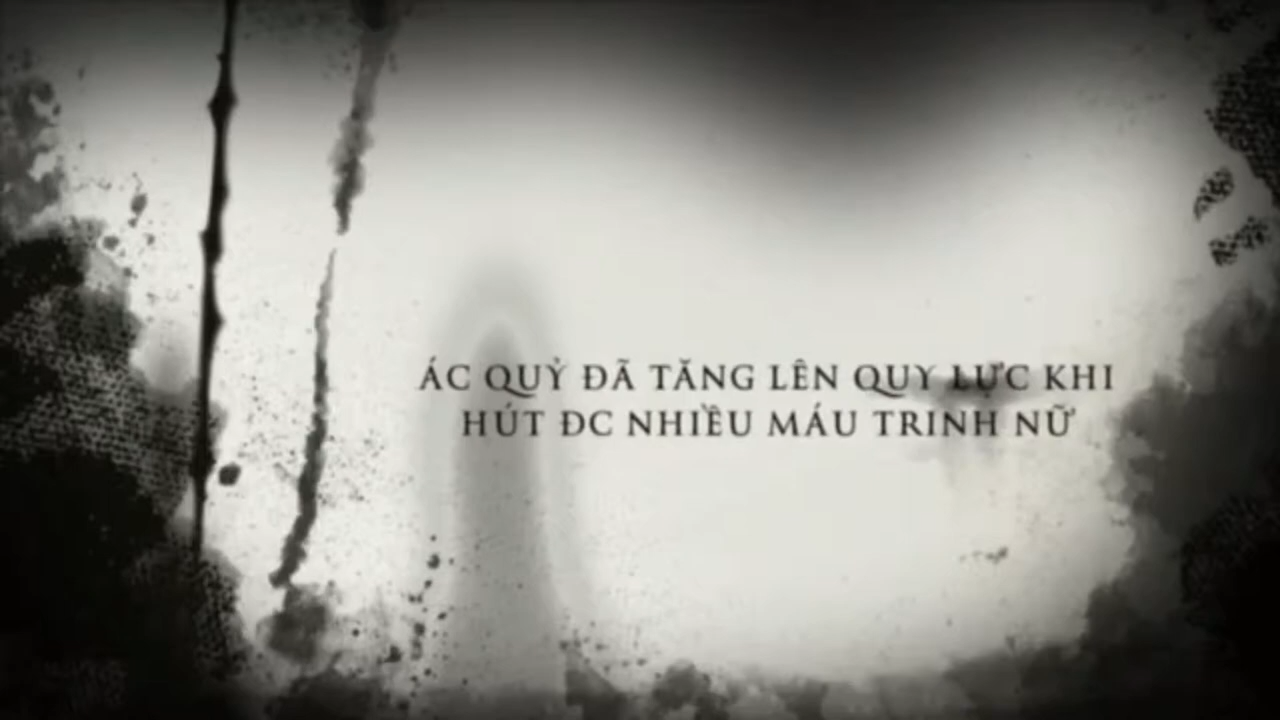 ÁC QUỶ ĐÃ TĂNG LÊN QUY LỰC KHI
HÚT ĐC NHIỀU MÁU TRINH NỮ